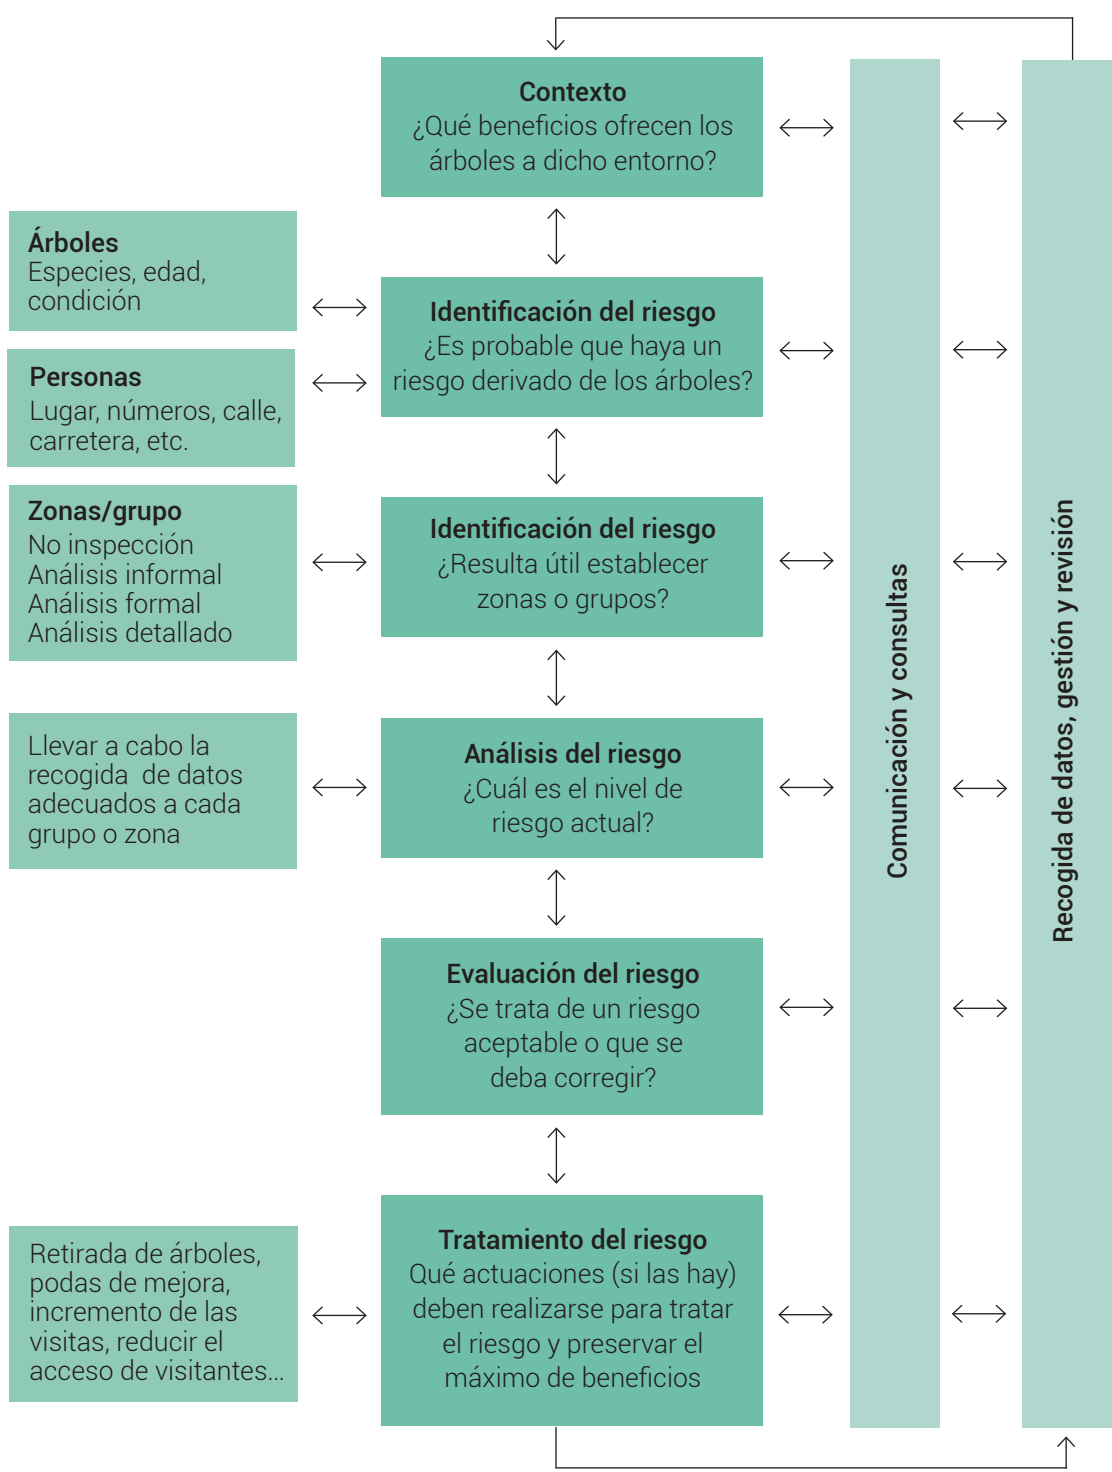 Contexto
¿Qué beneficios ofrecen los
árboles a dicho entorno?
Árboles
Especies, edad,
condición
Identificación del riesgo
¿Es probable que haya un
riesgo derivado de los árboles?
Personas
Lugar, números, calle,
carretera, etc.
Zonas/grupo
No inspección
Análisis informal
Análisis formal
Análisis detallado
Identificación del riesgo
¿Resulta útil establecer
zonas o grupos?
Llevar a cabo la
recogida de datos
adecuados a cada
grupo o zona
Análisis del riesgo
¿Cuál es el nivel de
riesgo actual?
Evaluación del riesgo
¿Se trata de un riesgo
aceptable o que se
deba corregir?
Retirada de árboles,
podas de mejora,
incremento de las
visitas, reducir el
acceso de visitantes...
Tratamiento del riesgo
Qué actuaciones (si las hay)
deben realizarse para tratar
el riesgo y preservar el
máximo de beneficios
Comunicación y consultas
Recogida de datos, gestión y revisión